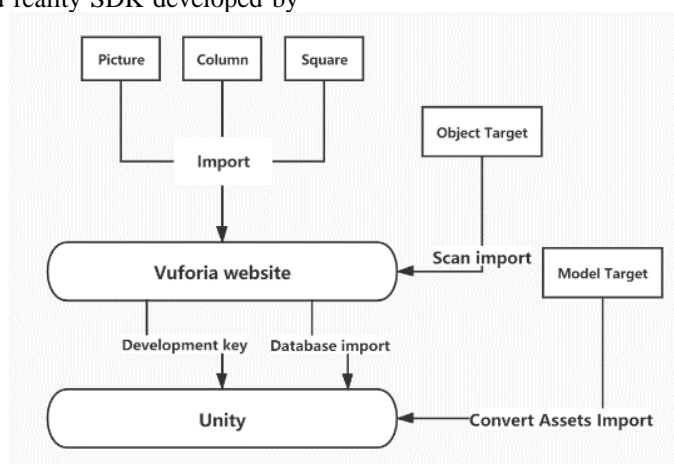 reality SDK developed by
Picture
Column
Square
Import
Object Target
Vuforia website
Scan import
Model Target
Development key
Database import
Unity
Convert Assets Import